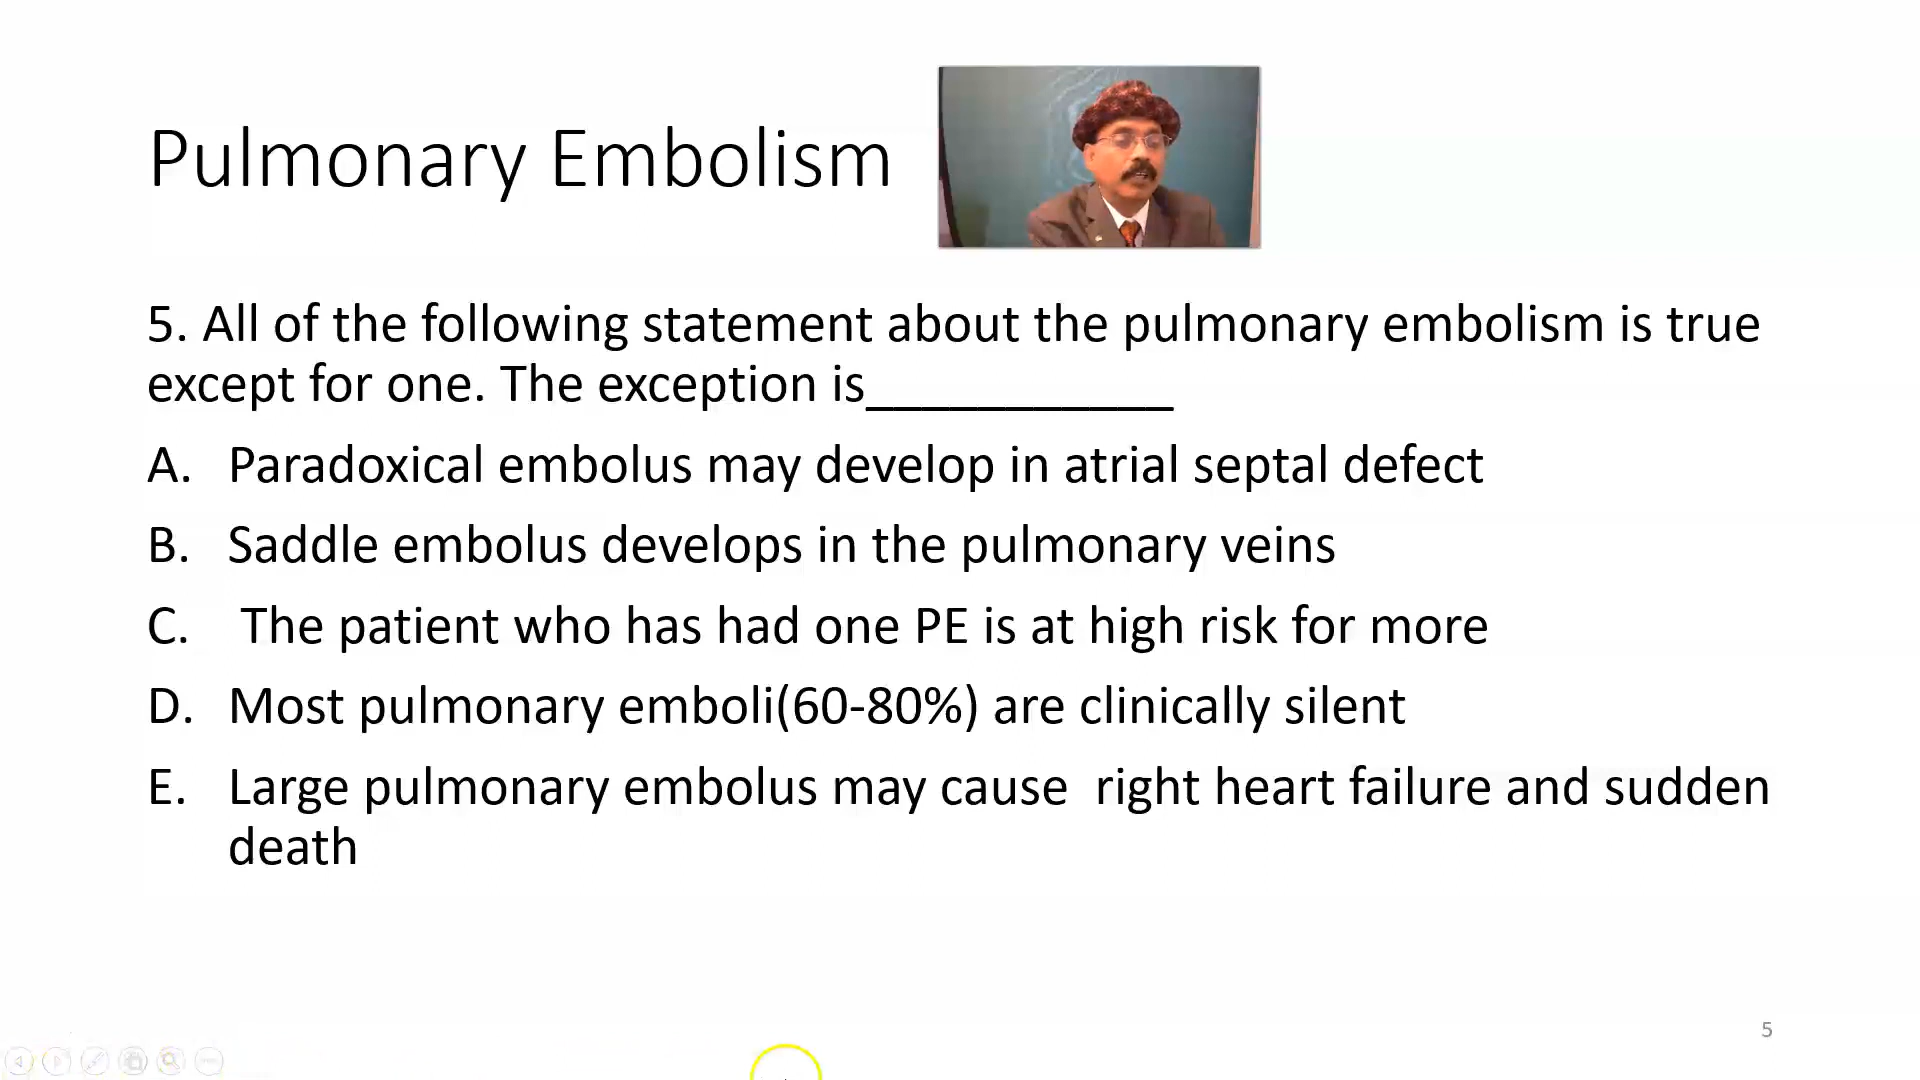 Pulmonary Embolism
5. All of the following statement about the pulmonary embolism is true
except for one. The exception is___________
A. Paradoxical embolus may develop in atrial septal defect
B. Saddle embolus develops in the pulmonary veins
C. The patient who has had one PE is at high risk for more
D. Most pulmonary emboli(60-80%) are clinically silent
E. Large pulmonary embolus may cause right heart failure and sudden
death
5